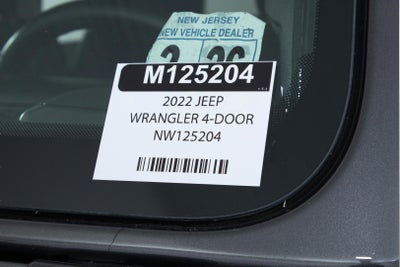 NEW JERSEY
NEW VEHICLE DEALER
M125204
2022 JEEP
WRANGLER 4-DOOR
NW125204